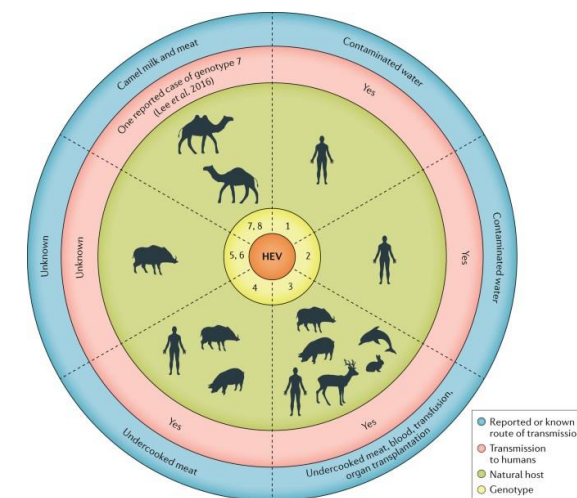 Camel milk and meat
Contaminated water
One reported case of genotype 7
(Lee et al. 2016)
Yes
7, 8
1
5, 6
HEV
2
4
3
Unknown
Unknown
Yes
Contaminated water
Yes
Yes
Undercooked meat
Undercooked meat, blood, transfusion,
organ transplantation
Reported or known
route of transmissio
Transmission
to humans
Natural host
Genotype